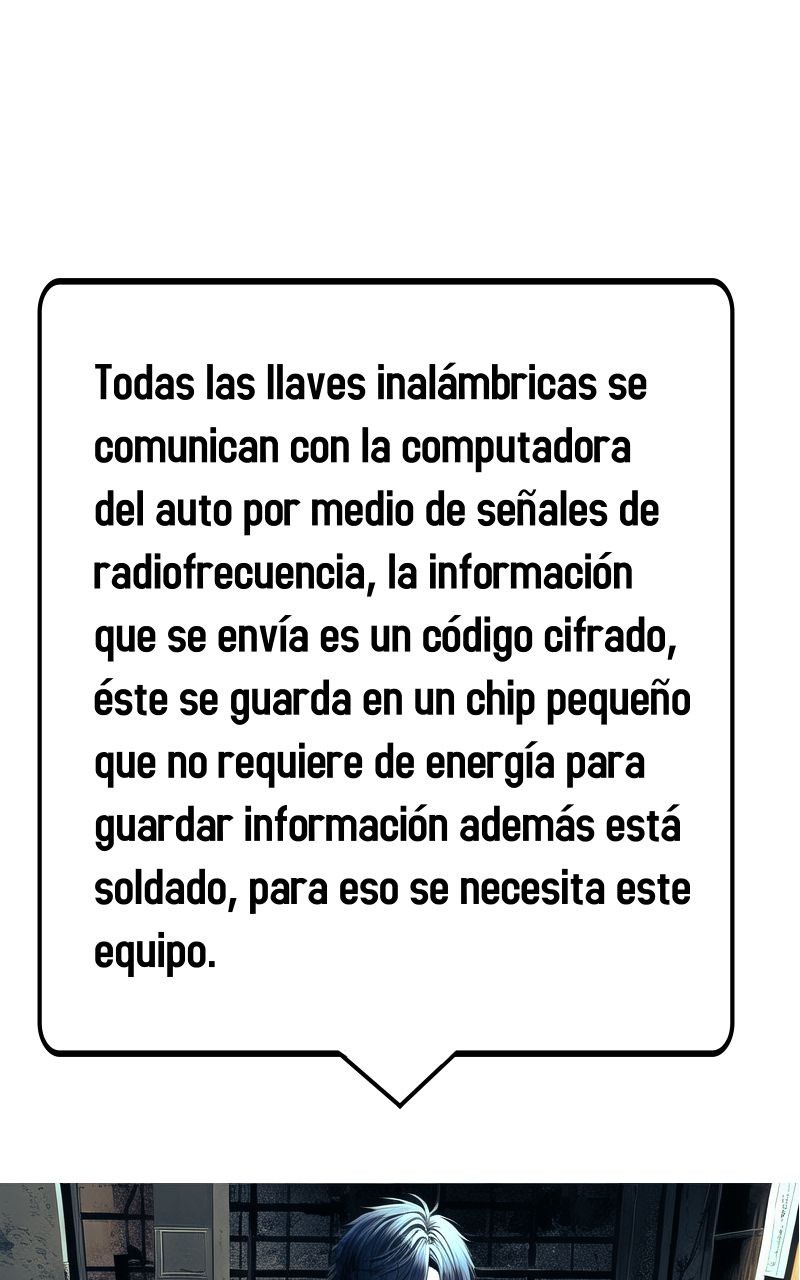 Todas las llaves inalámbricas se
comunican con la computadora
del auto por medio de señales de
radiofrecuencia, la información
que se envía es un código cifrado,
éste se guarda en un chip pequeño
que no requiere de energía para
guardar información además está
soldado, para eso se necesita este
equipo.